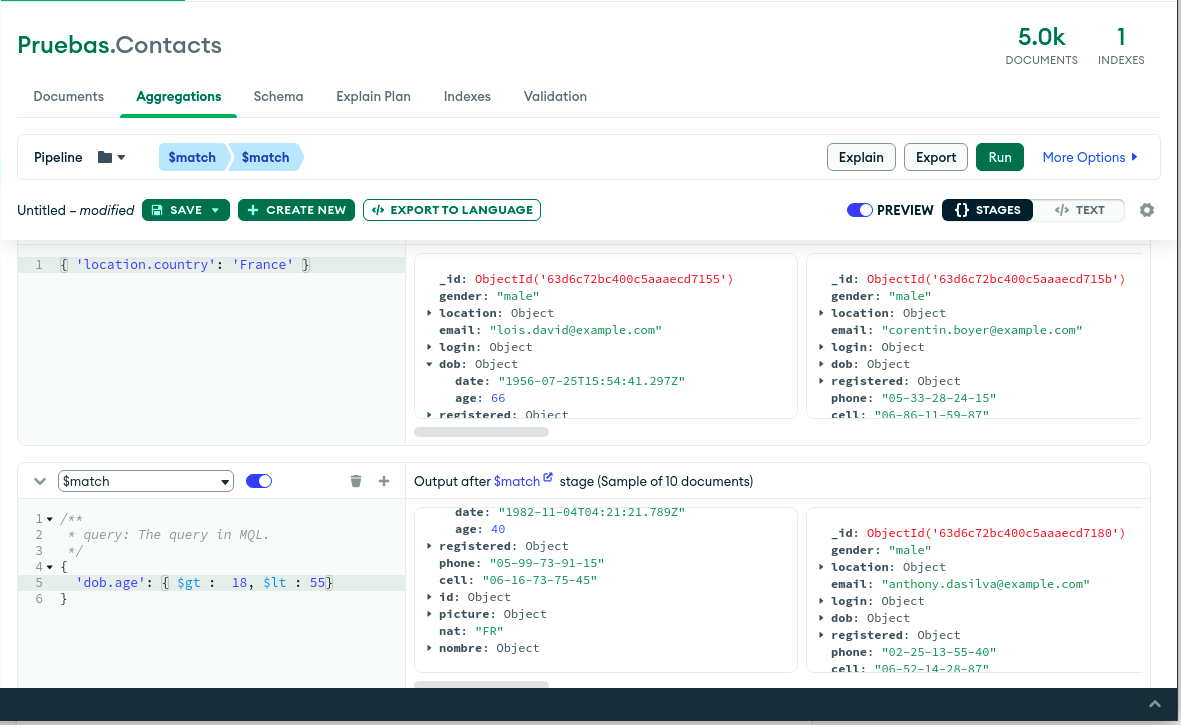 Pruebas.Contacts
5.0k
DOCUMENTS
1
INDEXES
Documents
Aggregations
Schema
Explain Plan
Indexes
Validation
Pipeline
$match
$match
Explain
Export
Run
More Options
Untitled – modified
SAVE
CREATE NEW
EXPORT TO LANGUAGE
PREVIEW
{} STAGES
</> TEXT
1 { 'location.country': 'France' }
_id: ObjectId('63d6c72bc400c5aaaecd7155')
gender: "male"
location: Object
email: "lois.david@example.com"
login: Object
dob: Object
date: "1956-07-25T15:54:41.297Z"
age: 66
registered: Object
_id: ObjectId('63d6c72bc400c5aaaecd715b')
gender: "male"
location: Object
email: "corentin.boyer@example.com"
login: Object
dob: Object
registered: Object
phone: "05-33-28-24-15"
cell: "06-86-11-59-87"
$match
Output after $match stage (Sample of 10 documents)
1 /**
2 * query: The query in MQL.
3 */
4 {
5 'dob.age': { $gt : 18, $lt : 55}
6 }
date: "1982-11-04T04:21:21.789Z"
age: 40
registered: Object
phone: "05-99-73-91-15"
cell: "06-16-73-75-45"
id: Object
picture: Object
nat: "FR"
nombre: Object
_id: ObjectId('63d6c72bc400c5aaaecd7180')
gender: "male"
location: Object
email: "anthony.dasilva@example.com"
login: Object
dob: Object
registered: Object
phone: "02-25-13-55-40"
cell: "06-52-14-28-87"